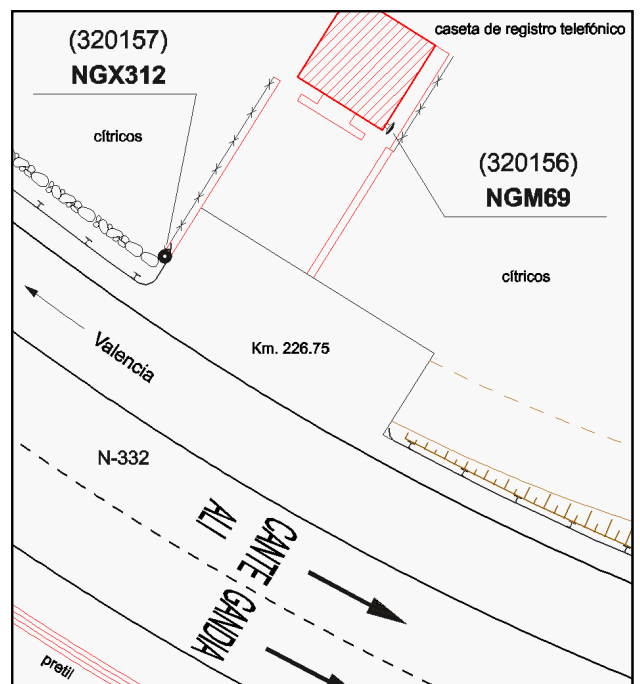 caseta de registro telefónico
(320157)
NGX312
cítricos
(320156)
NGM69
cítricos
Km. 226.75
Valencia
N-332
ALI
CANTE
GANDIA
pretil